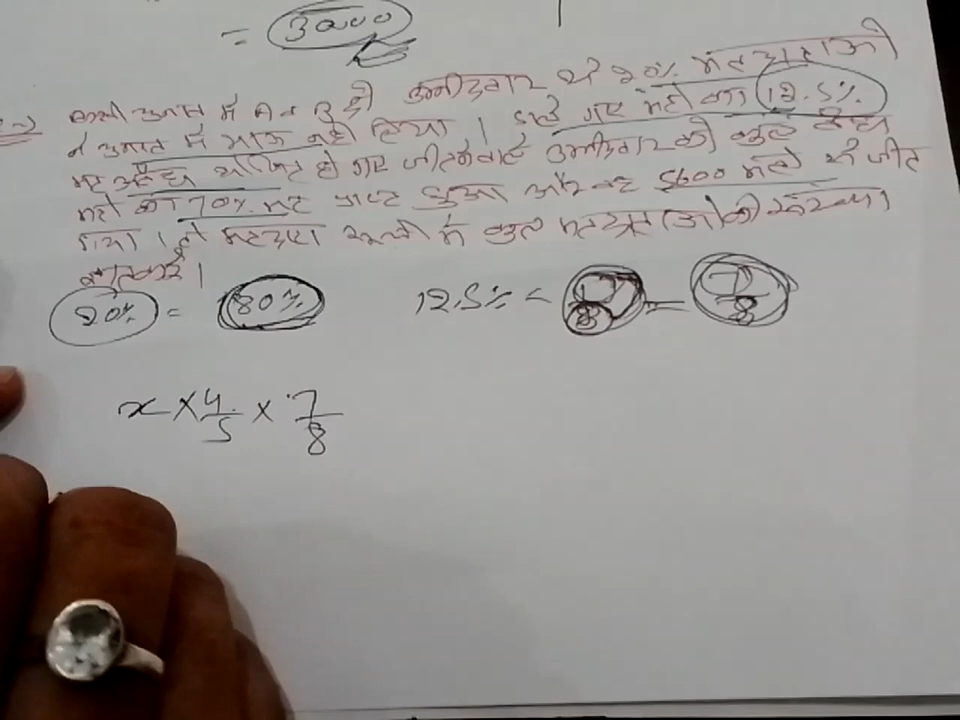 = 3000
किसी चुनाव में मात्र दो ही उम्मीदवार थे 20% मतदाताओं
ने चुनाव में भाग नहीं लिया। डाले गए मतों का 12.5%
मत अवैध घोषित हो गए जीतनेवाले उम्मीदवार को कुल वैध
मतों का 70% मत प्राप्त हुआ और वह 5600 मतों से जीत
गया। तो मतदाता सूची में कुल मतदाताओं की संख्या
ज्ञात करें।
20% = 80% 12.5% = 1/8 = 7/8
x × 4/5 × 7/8